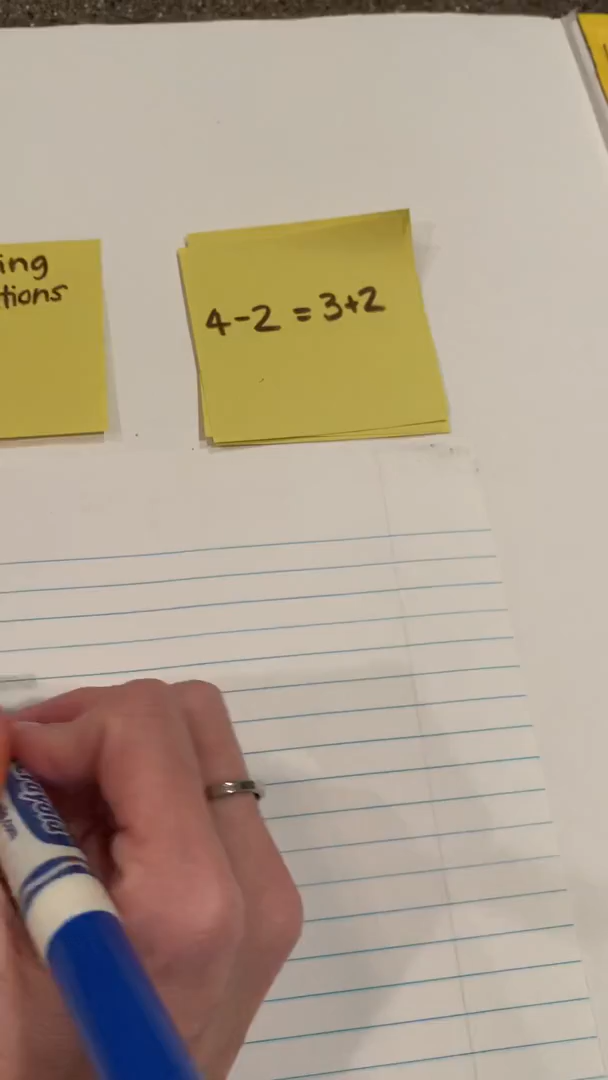 ing
tions
4-2 = 3+2